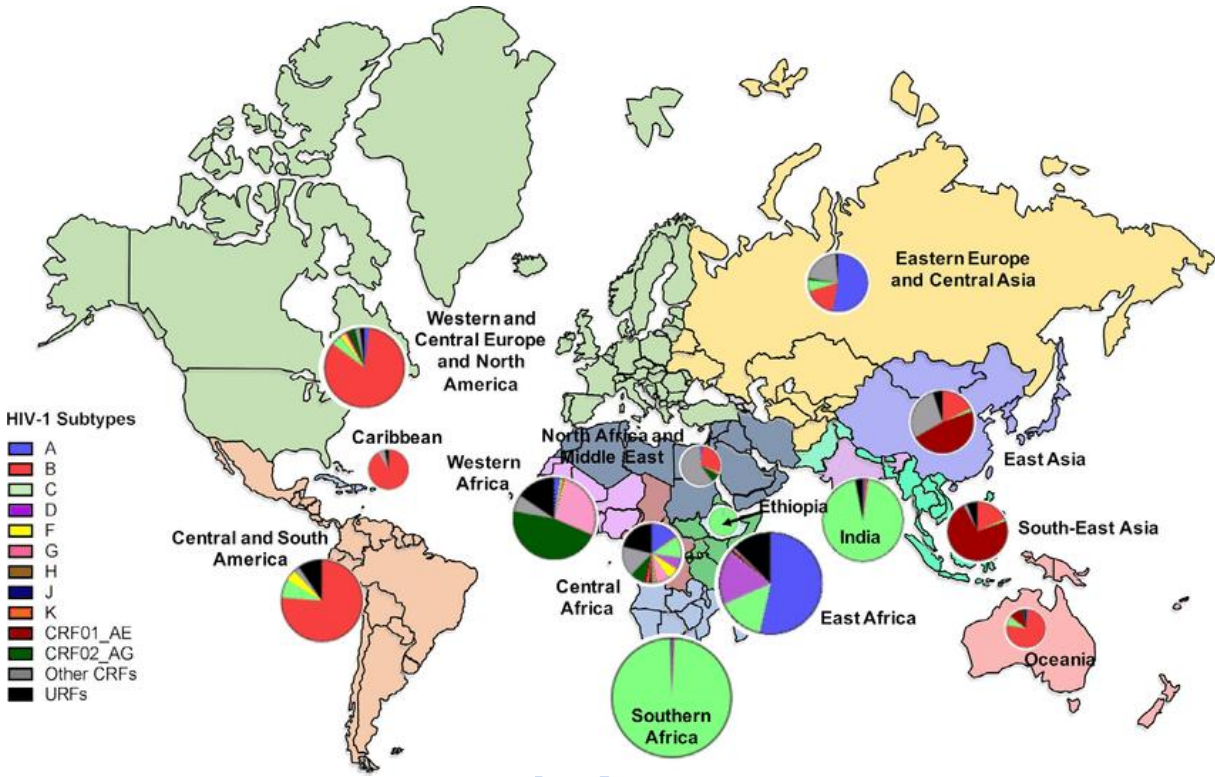 Eastern Europe
and Central Asia
Western and
Central Europe
and North
America
HIV-1 Subtypes
A
B
C
D
F
G
H
J
K
CRF01_AE
CRF02_AG
Other CRFs
URFs
Caribbean
North Africa and
Middle East
Western
Africa
East Asia
Ethiopia
India
South-East Asia
Central and South
America
Central
Africa
East Africa
Oceania
Southern
Africa